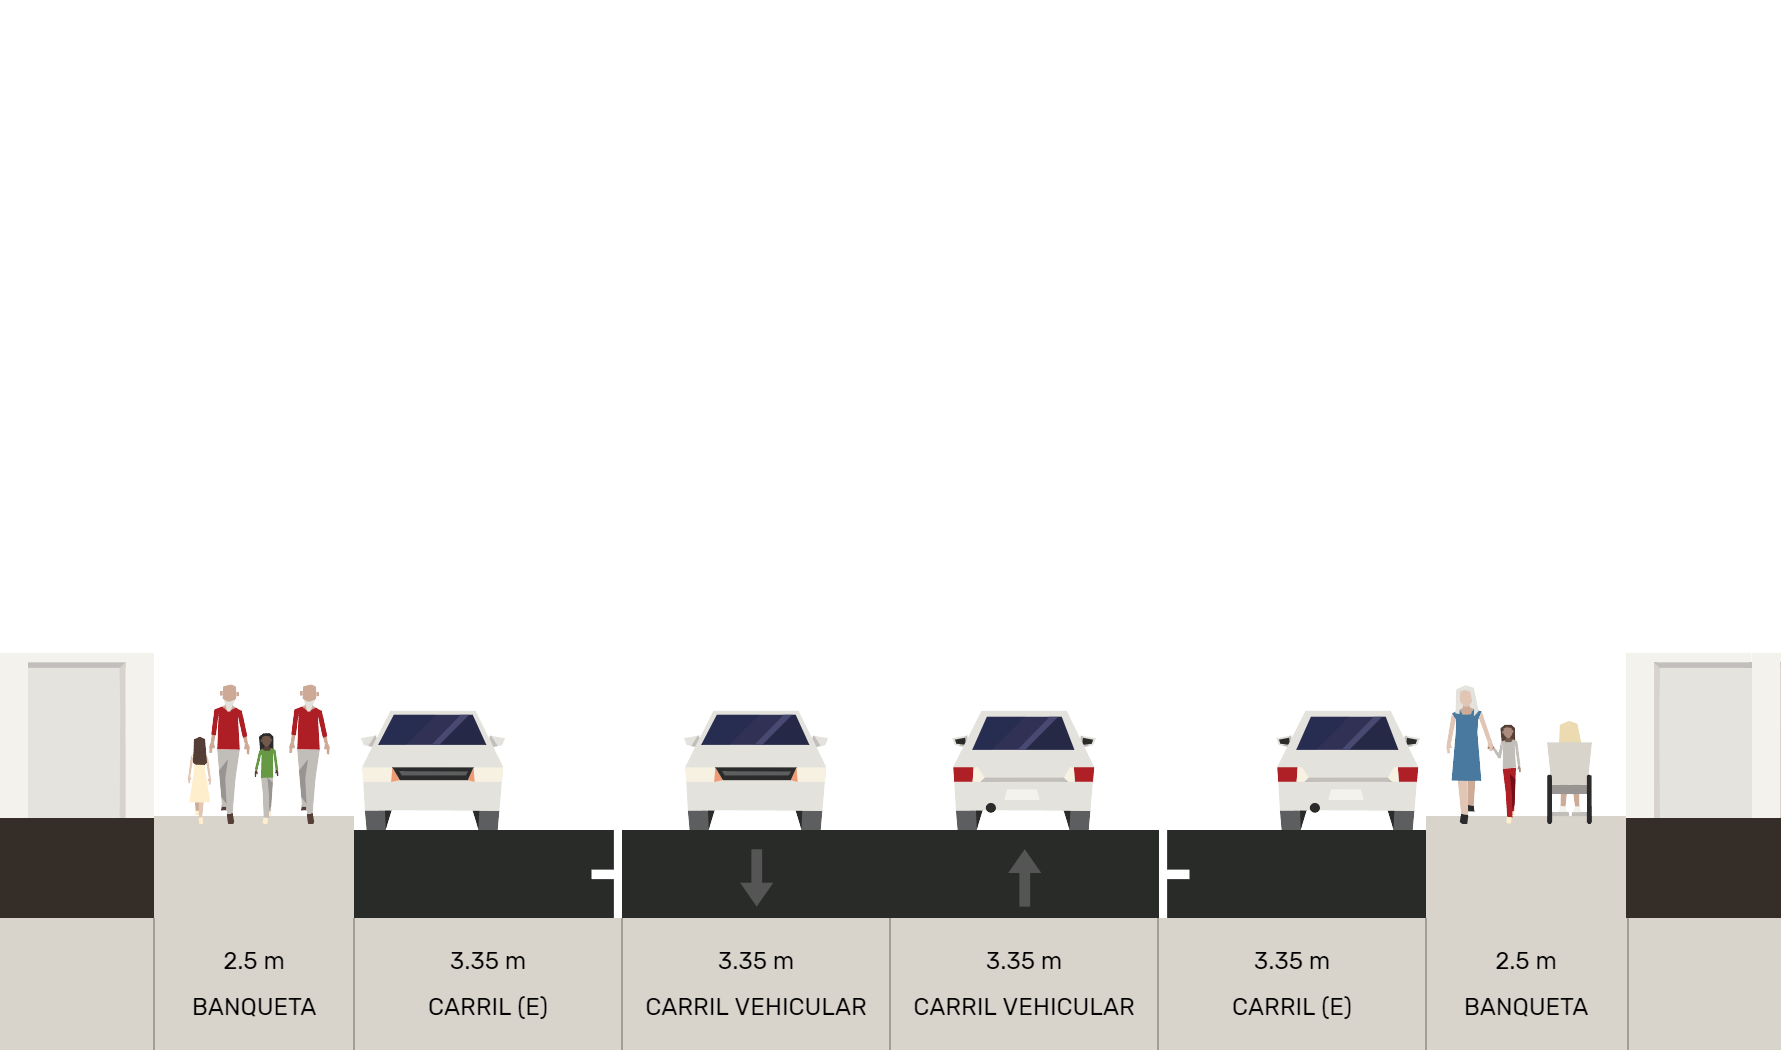 2.5 m
BANQUETA
3.35 m
CARRIL (E)
3.35 m
CARRIL VEHICULAR
3.35 m
CARRIL VEHICULAR
3.35 m
CARRIL (E)
2.5 m
BANQUETA